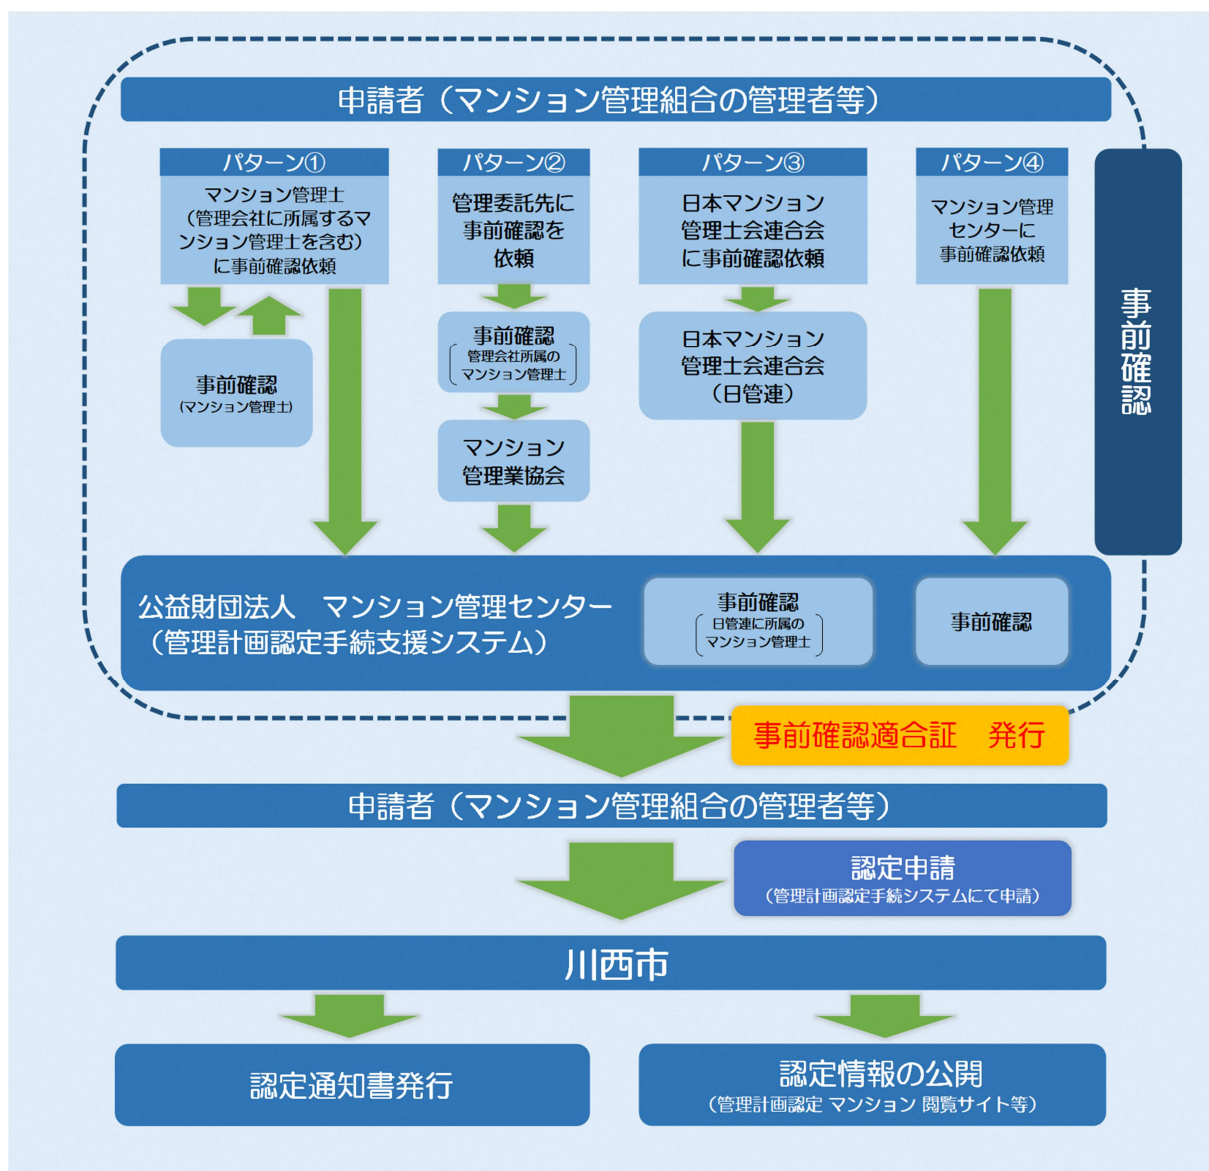 申請者（マンション管理組合の管理者等）
パターン①
マンション管理士
（管理会社に所属するマ
ンション管理士を含む）
に事前確認依頼
事前確認
(マンション管理士)
パターン②
管理委託先に
事前確認を
依頼
事前確認
管理会社所属の
マンション管理士
マンション
管理業協会
パターン③
日本マンション
管理士会連合会
に事前確認依頼
日本マンション
管理士会連合会
（日管連）
パターン④
マンション管理
センターに
事前確認依頼
事前確認
公益財団法人　マンション管理センター
（管理計画認定手続支援システム）
事前確認
日管連に所属の
マンション管理士
事前確認
事前確認適合証　発行
申請者（マンション管理組合の管理者等）
認定申請
（管理計画認定手続システムにて申請）
川西市
認定通知書発行
認定情報の公開
（管理計画認定 マンション 閲覧サイト等）